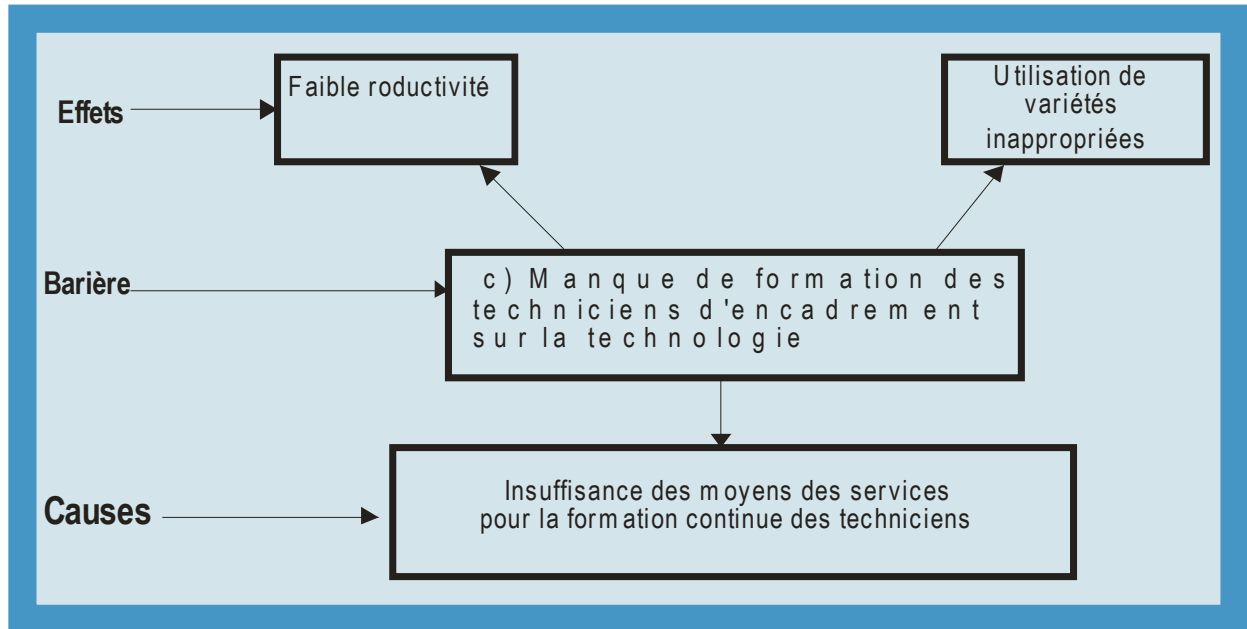 Effets
Faible roductivité
Utilisation de
variétés
inappropriées
Barière
c) Manque de formation des
techniciens d'encadrement
sur la technologie
Causes
Insuffisance des moyens des services
pour la formation continue des techniciens